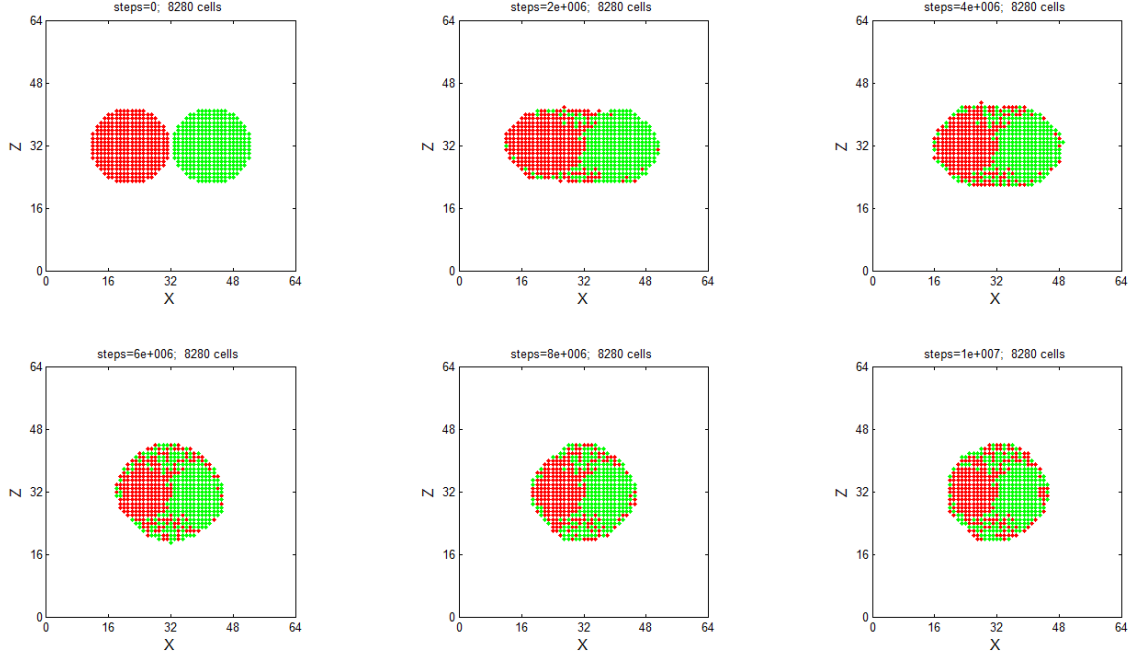 steps=0;  8280 cells
64
48
Z
32
16
0
0 16 32 48 64
X
steps=2e+006;  8280 cells
64
48
Z
32
16
0
0 16 32 48 64
X
steps=4e+006;  8280 cells
64
48
Z
32
16
0
0 16 32 48 64
X
steps=6e+006;  8280 cells
64
48
Z
32
16
0
0 16 32 48 64
X
steps=8e+006;  8280 cells
64
48
Z
32
16
0
0 16 32 48 64
X
steps=1e+007;  8280 cells
64
48
Z
32
16
0
0 16 32 48 64
X